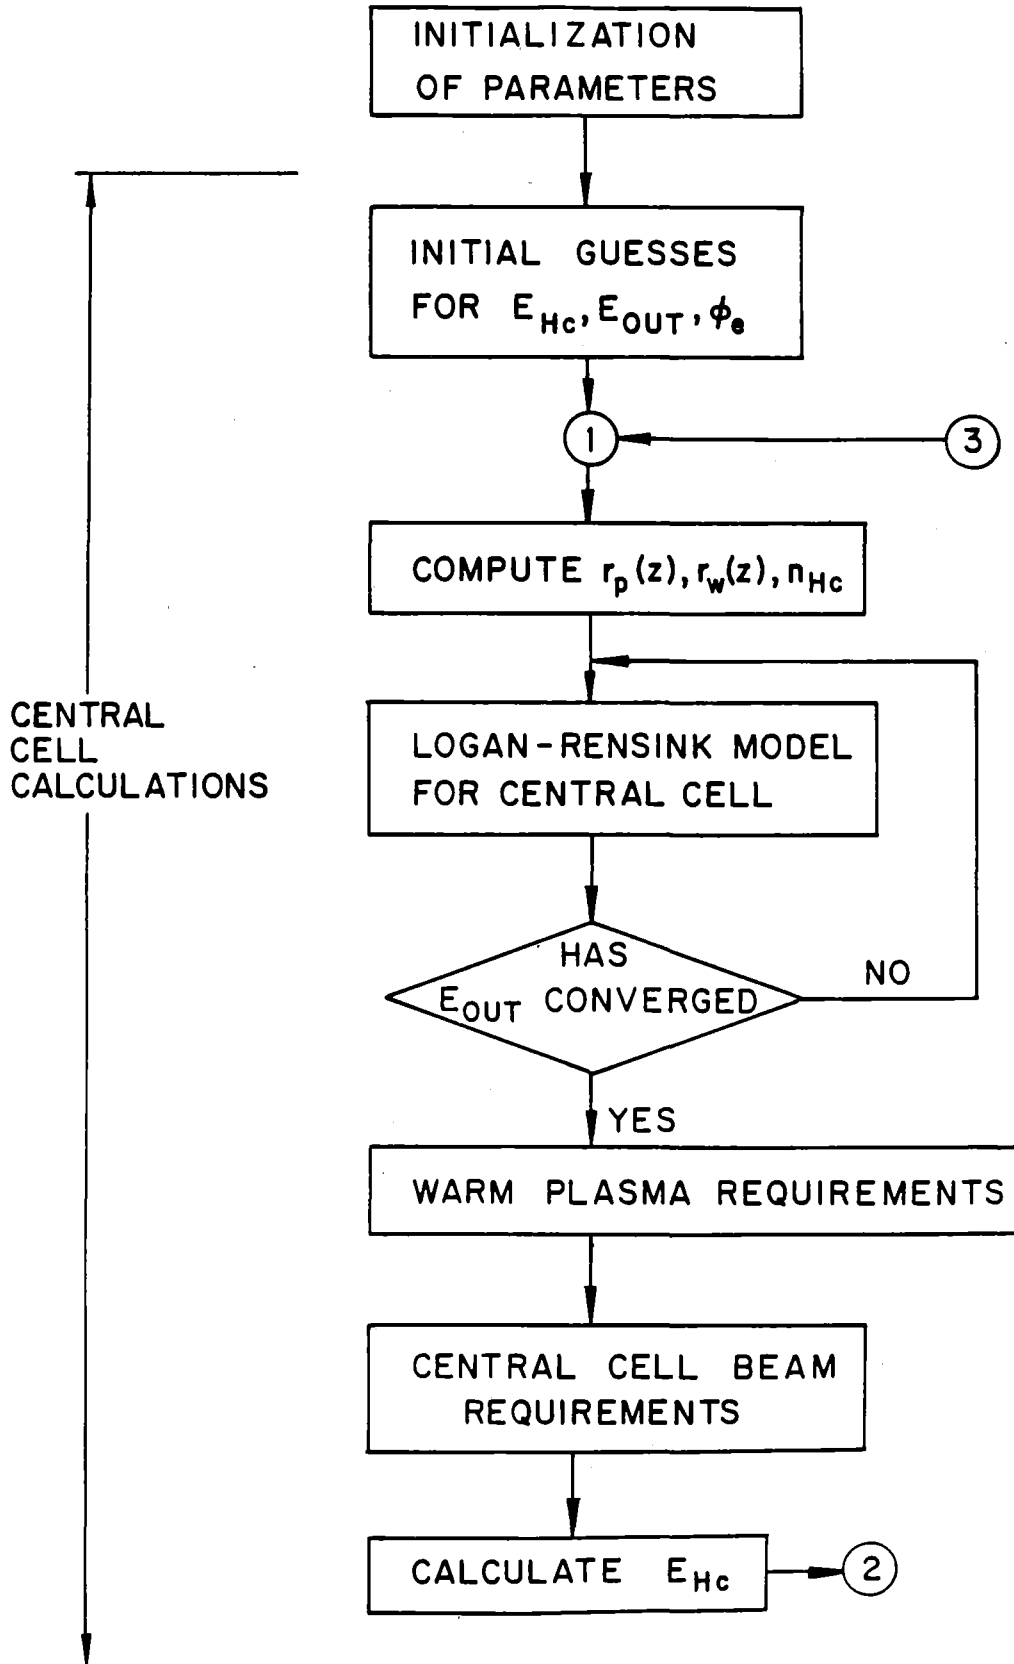 INITIALIZATION
OF PARAMETERS
INITIAL GUESSES
FOR E_Hc, E_OUT, ϕ_e
1
3
COMPUTE r_p(z), r_w(z), n_Hc
CENTRAL
CELL
CALCULATIONS
LOGAN-RENSINK MODEL
FOR CENTRAL CELL
HAS
E_OUT CONVERGED
NO
YES
WARM PLASMA REQUIREMENTS
CENTRAL CELL BEAM
REQUIREMENTS
CALCULATE E_Hc
2